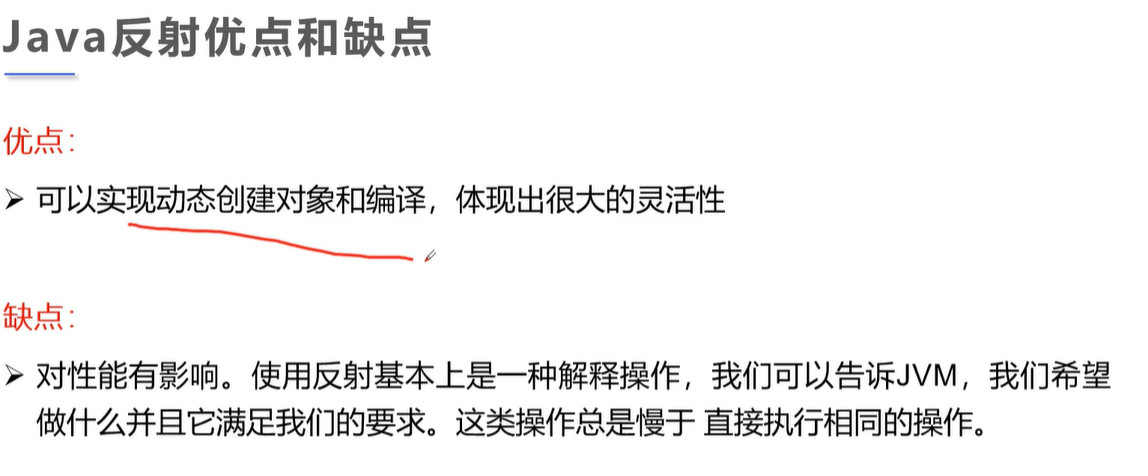 Java反射优点和缺点
优点：
➢ 可以实现动态创建对象和编译，体现出很大的灵活性
缺点：
➢ 对性能有影响。使用反射基本上是一种解释操作，我们可以告诉JVM，我们希望
做什么并且它满足我们的要求。这类操作总是慢于 直接执行相同的操作。